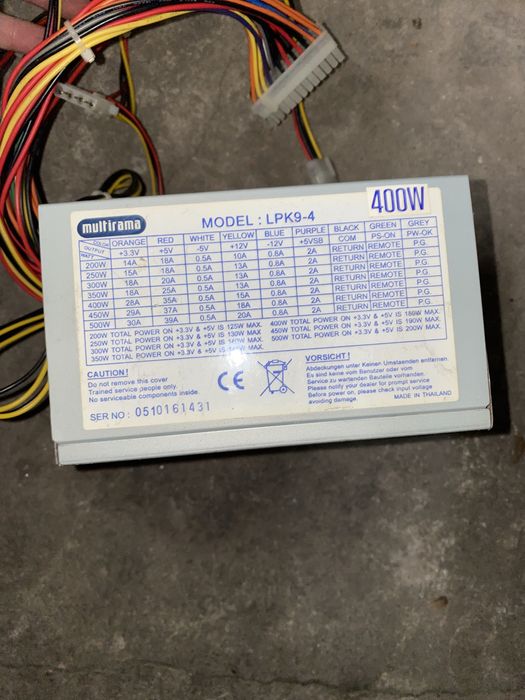 multirama
MODEL : LPK9-4
400W
COLOR ORANGE RED WHITE YELLOW BLUE PURPLE BLACK GREEN GREY
OUTPUT WATT +3.3V +5V -5V +12V -12V +5VSB COM PS-ON PW-OK
200W 14A 18A 0.5A 10A 0.8A 2A RETURN REMOTE P.G.
250W 15A 18A 0.5A 13A 0.8A 2A RETURN REMOTE P.G.
300W 18A 20A 0.5A 13A 0.8A 2A RETURN REMOTE P.G.
350W 18A 25A 0.5A 13A 0.8A 2A RETURN REMOTE P.G.
400W 28A 35A 0.5A 15A 0.8A 2A RETURN REMOTE P.G.
450W 29A 37A 0.5A 18A 0.8A 2A RETURN REMOTE P.G.
500W 30A 39A 0.5A 20A 0.8A 2A RETURN REMOTE P.G.
200W TOTAL POWER ON +3.3V & +5V IS 125W MAX. 400W TOTAL POWER ON +3.3V & +5V IS 180W MAX.
250W TOTAL POWER ON +3.3V & +5V IS 130W MAX. 450W TOTAL POWER ON +3.3V & +5V IS 190W MAX.
300W TOTAL POWER ON +3.3V & +5V IS MAX. 500W TOTAL POWER ON +3.3V & +5V IS 200W MAX.
350W TOTAL POWER ON +3.3V & +5V IS MAX.
CAUTION!
Do not remove this cover
Trained service people only.
No serviceable components inside.
SER NO : 0510161431
CE
VORSICHT!
Abdeckungen unter Keinen Umstaenden entfernen.
Es sind keine vom Benutzer oder vom
Service zu wartenden Bauteile enthalten.
Please notify your dealer for prompt service
Before power on, please check input voltage
avoiding damage.
MADE IN THAILAND